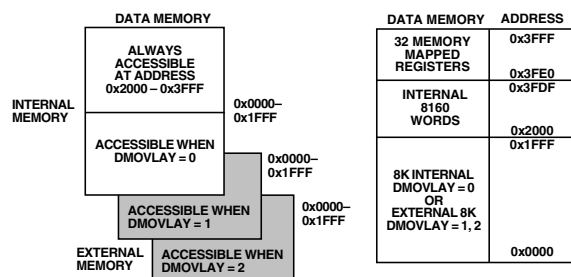 DATA MEMORY
ALWAYS
ACCESSIBLE
AT ADDRESS
0x2000 – 0x3FFF
INTERNAL
MEMORY
0x0000–
0x1FFF
ACCESSIBLE WHEN
DMOVLAY = 0
0x0000–
0x1FFF
ACCESSIBLE WHEN
DMOVLAY = 1
0x0000–
0x1FFF
EXTERNAL
MEMORY
ACCESSIBLE WHEN
DMOVLAY = 2
DATA MEMORY
ADDRESS
32 MEMORY
MAPPED
REGISTERS
0x3FFF
0x3FE0
INTERNAL
8160
WORDS
0x3FDF
0x2000
8K INTERNAL
DMOVLAY = 0
OR
EXTERNAL 8K
DMOVLAY = 1, 2
0x1FFF
0x0000